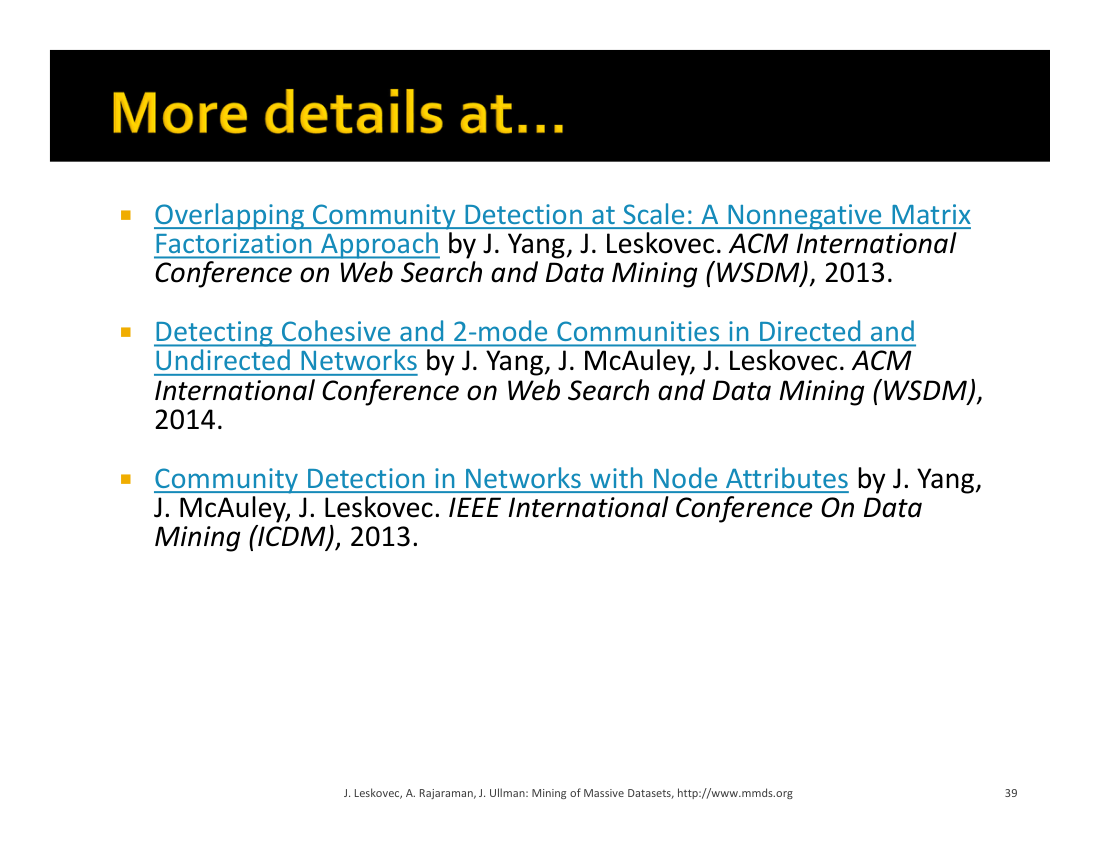 More details at…
▪ Overlapping Community Detection at Scale: A Nonnegative Matrix
Factorization Approach by J. Yang, J. Leskovec. ACM International
Conference on Web Search and Data Mining (WSDM), 2013.
▪ Detecting Cohesive and 2-mode Communities in Directed and
Undirected Networks by J. Yang, J. McAuley, J. Leskovec. ACM
International Conference on Web Search and Data Mining (WSDM),
2014.
▪ Community Detection in Networks with Node Attributes by J. Yang,
J. McAuley, J. Leskovec. IEEE International Conference On Data
Mining (ICDM), 2013.
J. Leskovec, A. Rajaraman, J. Ullman: Mining of Massive Datasets, http://www.mmds.org
39